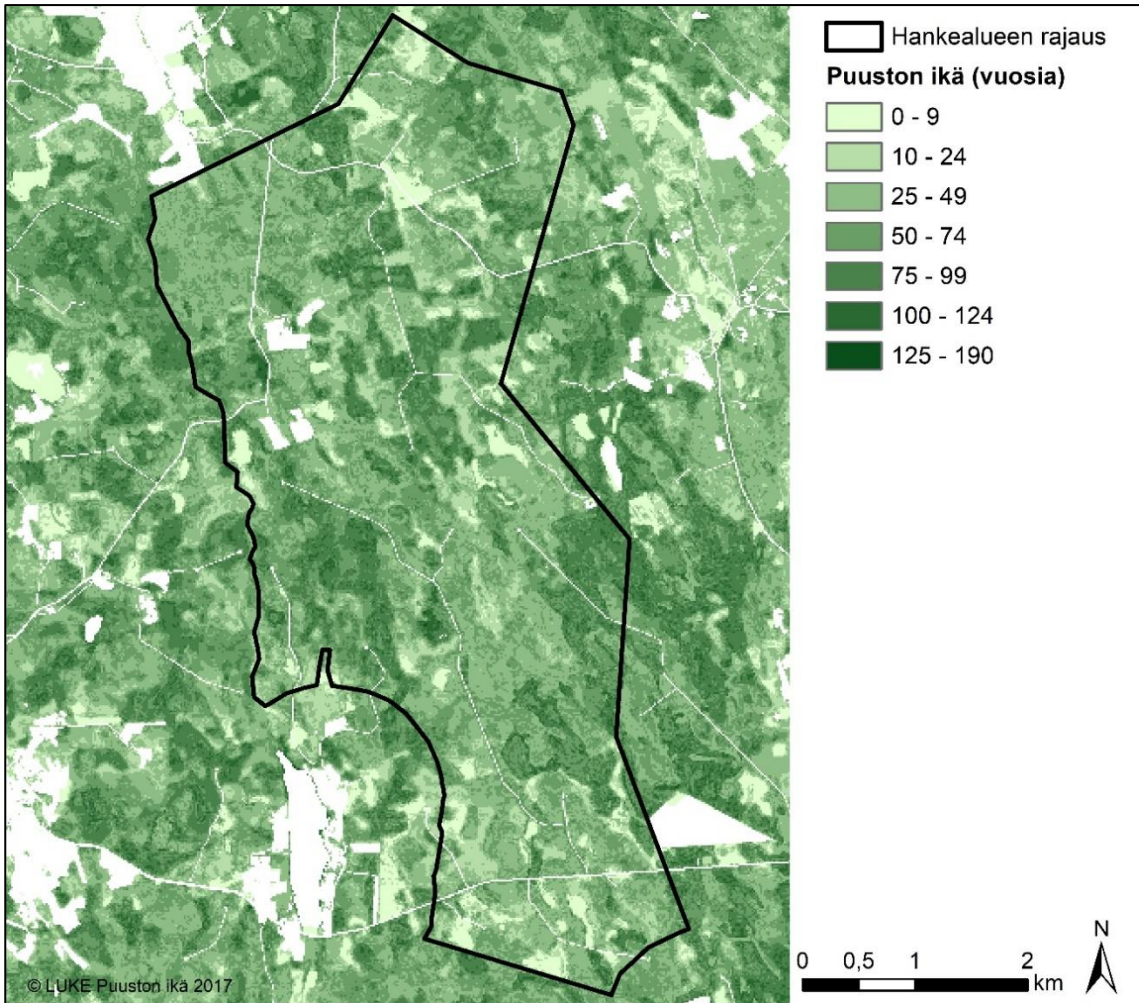 Hankealueen rajaus
Puuston ikä (vuosia)
0 - 9
10 - 24
25 - 49
50 - 74
75 - 99
100 - 124
125 - 190
N
0 0,5 1 2
km
© LUKE Puuston ikä 2017